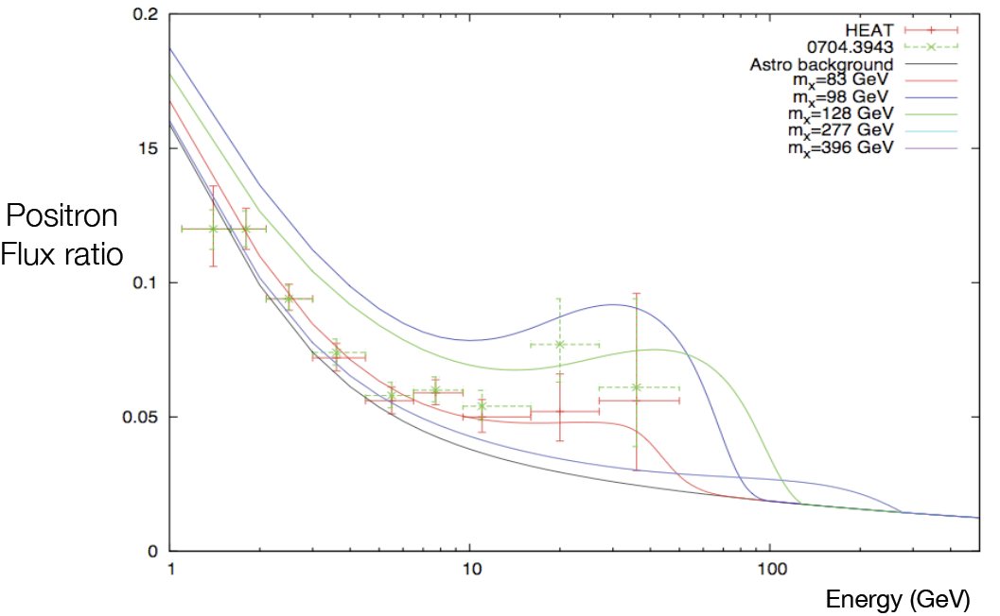 0.2
15
0.1
0.05
0
Positron
Flux ratio
HEAT
0704.3943
Astro background
mx=83 GeV
mx=98 GeV
mx=128 GeV
mx=277 GeV
mx=396 GeV
1
10
100
Energy (GeV)